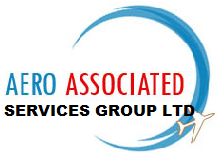 AERO ASSOCIATED
SERVICES GROUP LTD